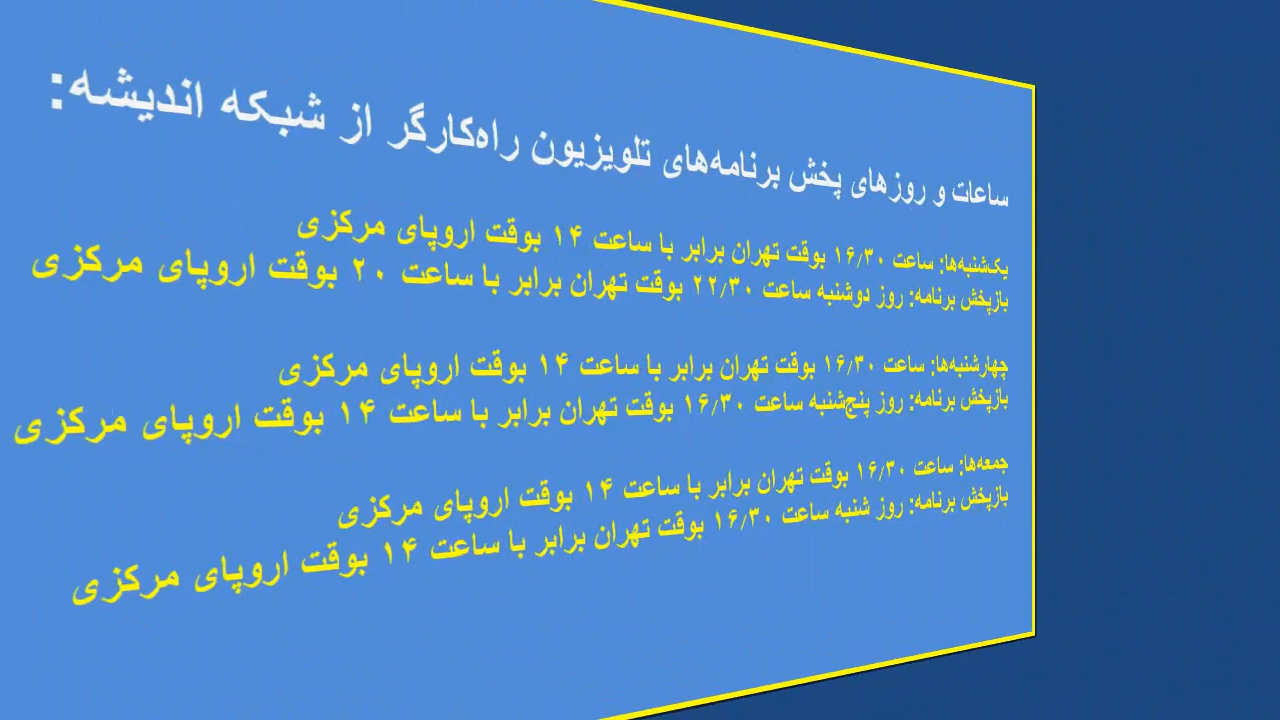 ساعات و روزهای پخش برنامه‌های تلویزیون راه‌کارگر از شبکه اندیشه:
یک‌شنبه‌ها: ساعت ۱۶٫۳۰ بوقت تهران برابر با ساعت ۱۴ بوقت اروپای مرکزی
بازپخش برنامه: روز دوشنبه ساعت ۲۲٫۳۰ بوقت تهران برابر با ساعت ۲۰ بوقت اروپای مرکزی
چهارشنبه‌ها: ساعت ۱۶٫۳۰ بوقت تهران برابر با ساعت ۱۴ بوقت اروپای مرکزی
بازپخش برنامه: روز پنج‌شنبه ساعت ۱۶٫۳۰ بوقت تهران برابر با ساعت ۱۴ بوقت اروپای مرکزی
جمعه‌ها: ساعت ۱۶٫۳۰ بوقت تهران برابر با ساعت ۱۴ بوقت اروپای مرکزی
بازپخش برنامه: روز شنبه ساعت ۱۶٫۳۰ بوقت تهران برابر با ساعت ۱۴ بوقت اروپای مرکزی